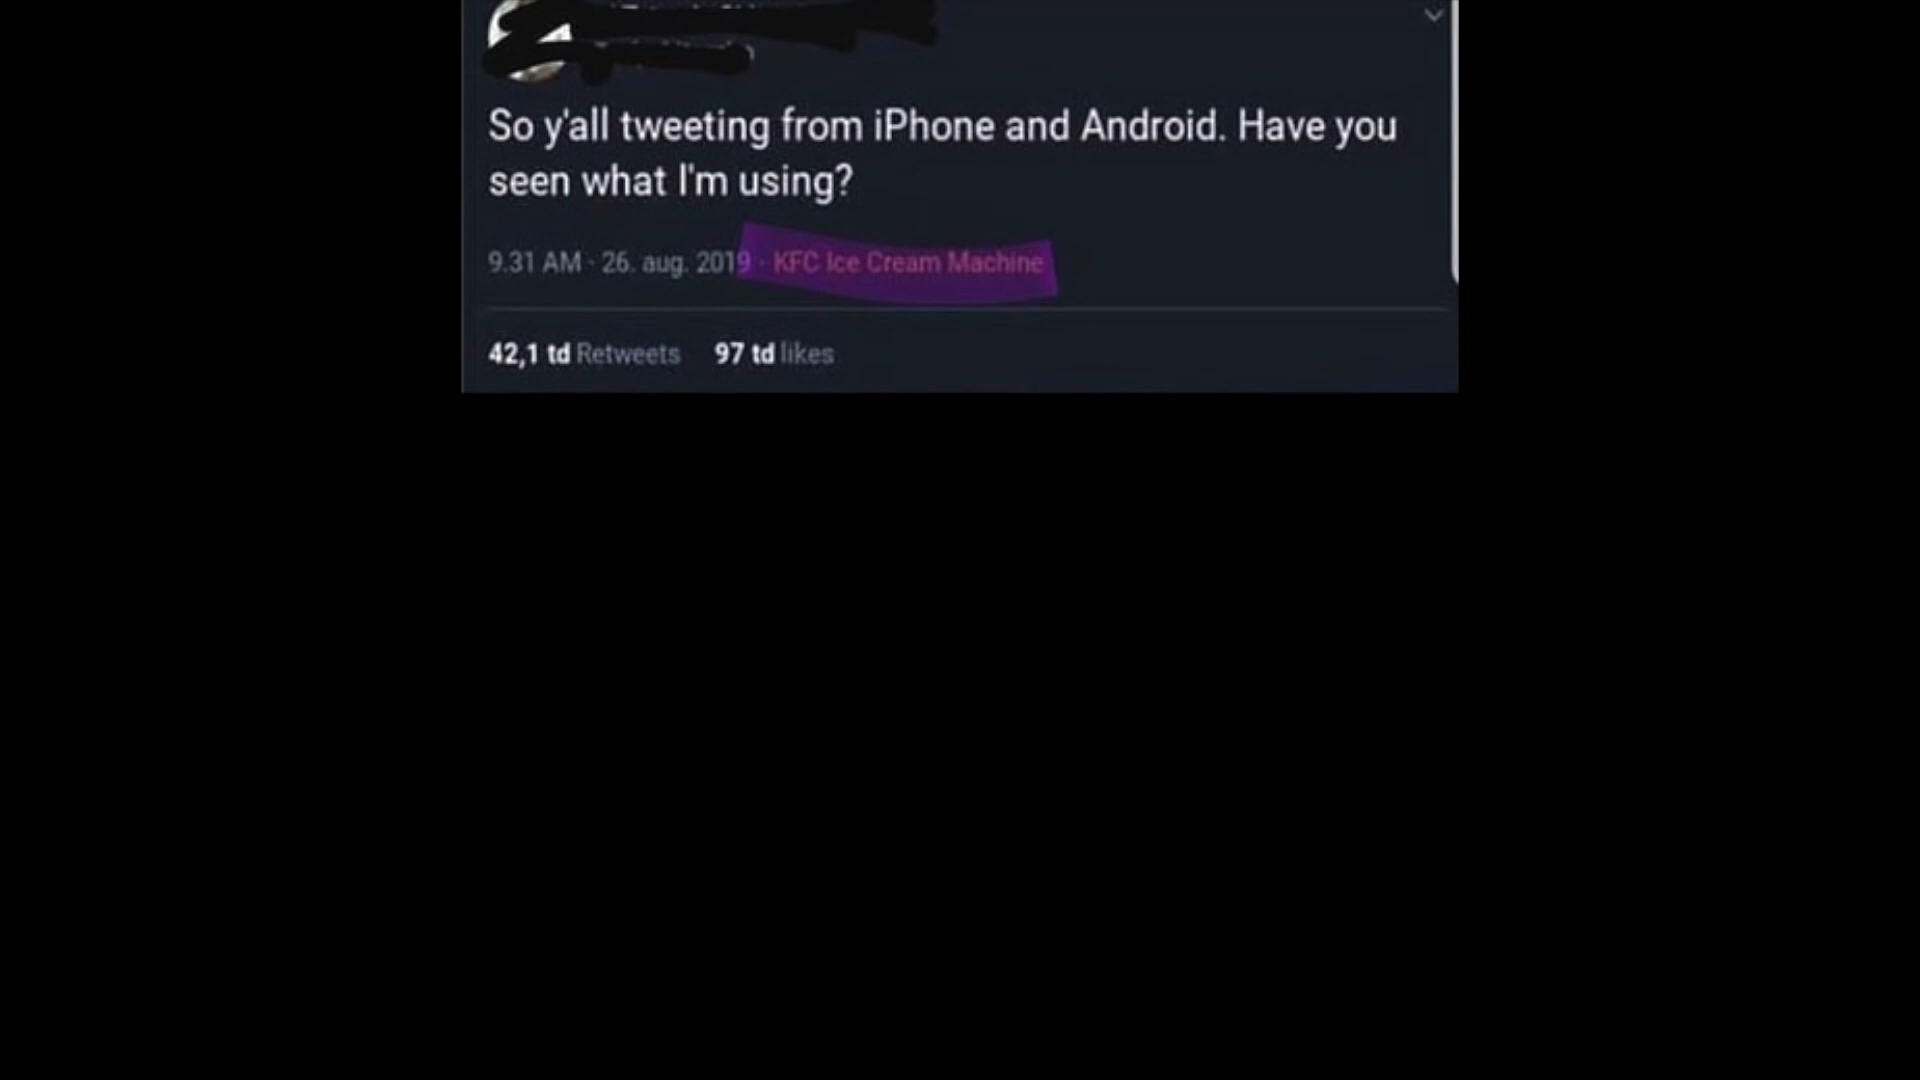 So y'all tweeting from iPhone and Android. Have you
seen what I'm using?
9.31 AM · 26. aug. 2019 · KFC Ice Cream Machine
42,1 td Retweets 97 td likes